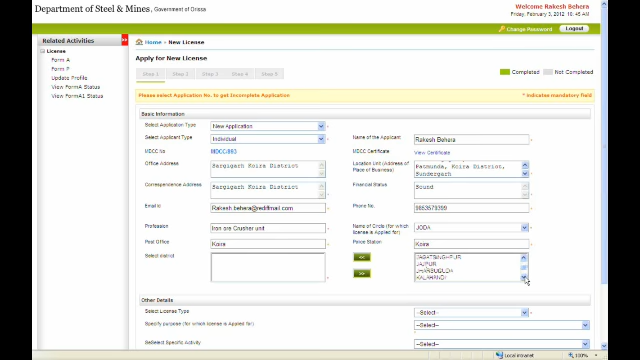 Department of Steel & Mines, Government of Orissa
Welcome Rakesh Behera
Friday, February 3, 2012, 10:45 AM
Change Password Logout
Related Activities
License
Form A
Form F
Update Profile
View FormA Status
View FormA1 Status
Home » New License
Apply for New License
Step 1 Step 2 Step 3 Step 4 Step 5
Completed Not Completed
Please select Application No. to get Incomplete Application
* Indicates mandatory field
Basic Information
Select Application Type New Application
Select Applicant Type Individual
Name of the Applicant Rakesh Behera
MDCC No
MDCC Certificate View Certificate
Office Address Sargigarh Koira District
Location Unit (Address of Place of Business) Patmunda, Koira District, Sundergarh
Correspondence Address Sargigarh Koira District
Financial Status Sound
Email id Rakesh.behera@rediffmail.com
Phone No. 9853579399
Profession Iron ore Crusher unit
Name of Circle (for which license is Applied for) JODA
Post Office Koira
Police Station Koira
Select district
<<
>>
JAGATSINGHPUR
JAJPUR
JHARSUGUDA
KALAHANDI
Other Details
Select License Type --Select--
Specify purpose (for which license is Applied for) --Select--
Select Specific Activity --Select--
Local intranet
100%